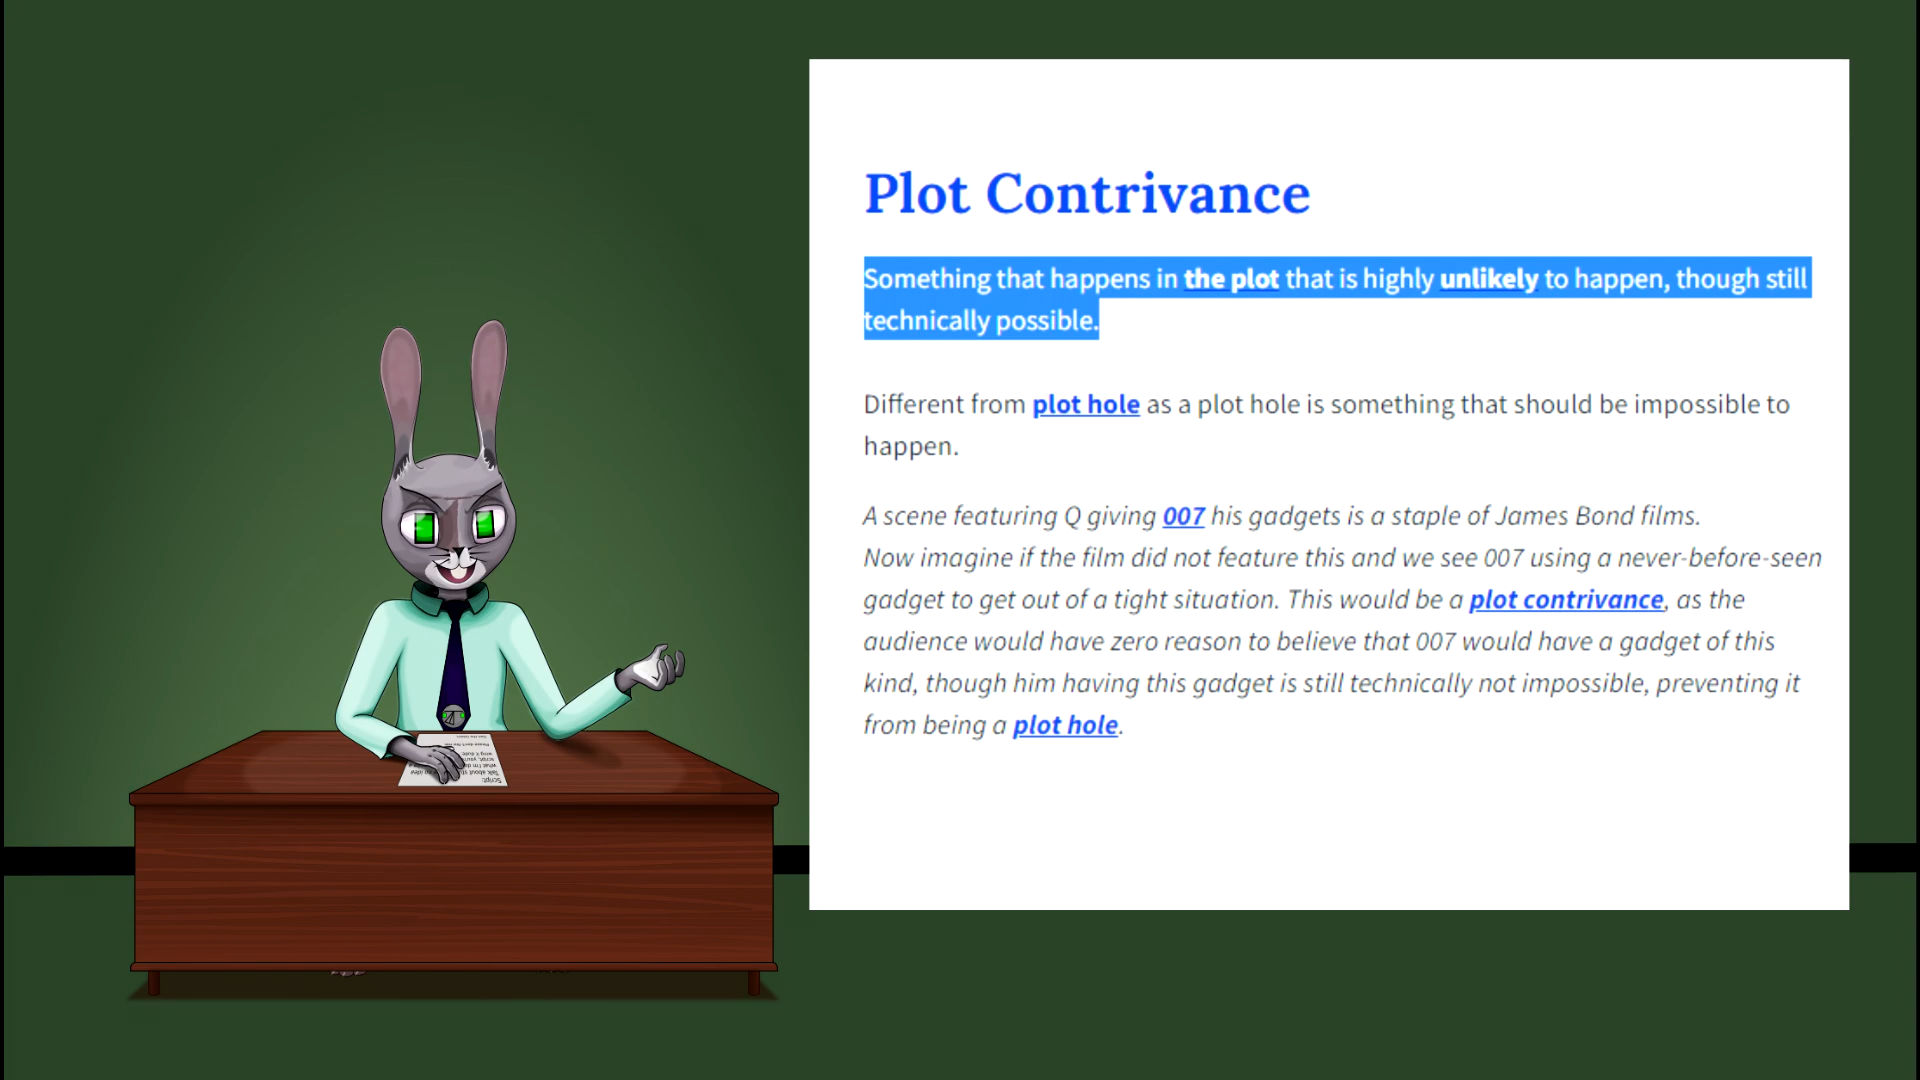 Plot Contrivance
Something that happens in the plot that is highly unlikely to happen, though still
technically possible.
Different from plot hole as a plot hole is something that should be impossible to
happen.
A scene featuring Q giving 007 his gadgets is a staple of James Bond films.
Now imagine if the film did not feature this and we see 007 using a never-before-seen
gadget to get out of a tight situation. This would be a plot contrivance, as the
audience would have zero reason to believe that 007 would have a gadget of this
kind, though him having this gadget is still technically not impossible, preventing it
from being a plot hole.
Script:
Talk about